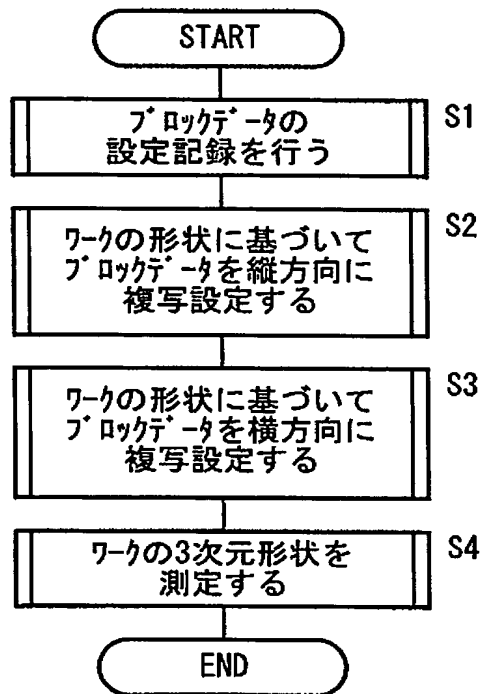 START
ﾌﾞﾛｯｸﾃﾞｰﾀの
設定記録を行う
S1
ﾜｰｸの形状に基づいて
ﾌﾞﾛｯｸﾃﾞｰﾀを縦方向に
複写設定する
S2
ﾜｰｸの形状に基づいて
ﾌﾞﾛｯｸﾃﾞｰﾀを横方向に
複写設定する
S3
ﾜｰｸの3次元形状を
測定する
S4
END